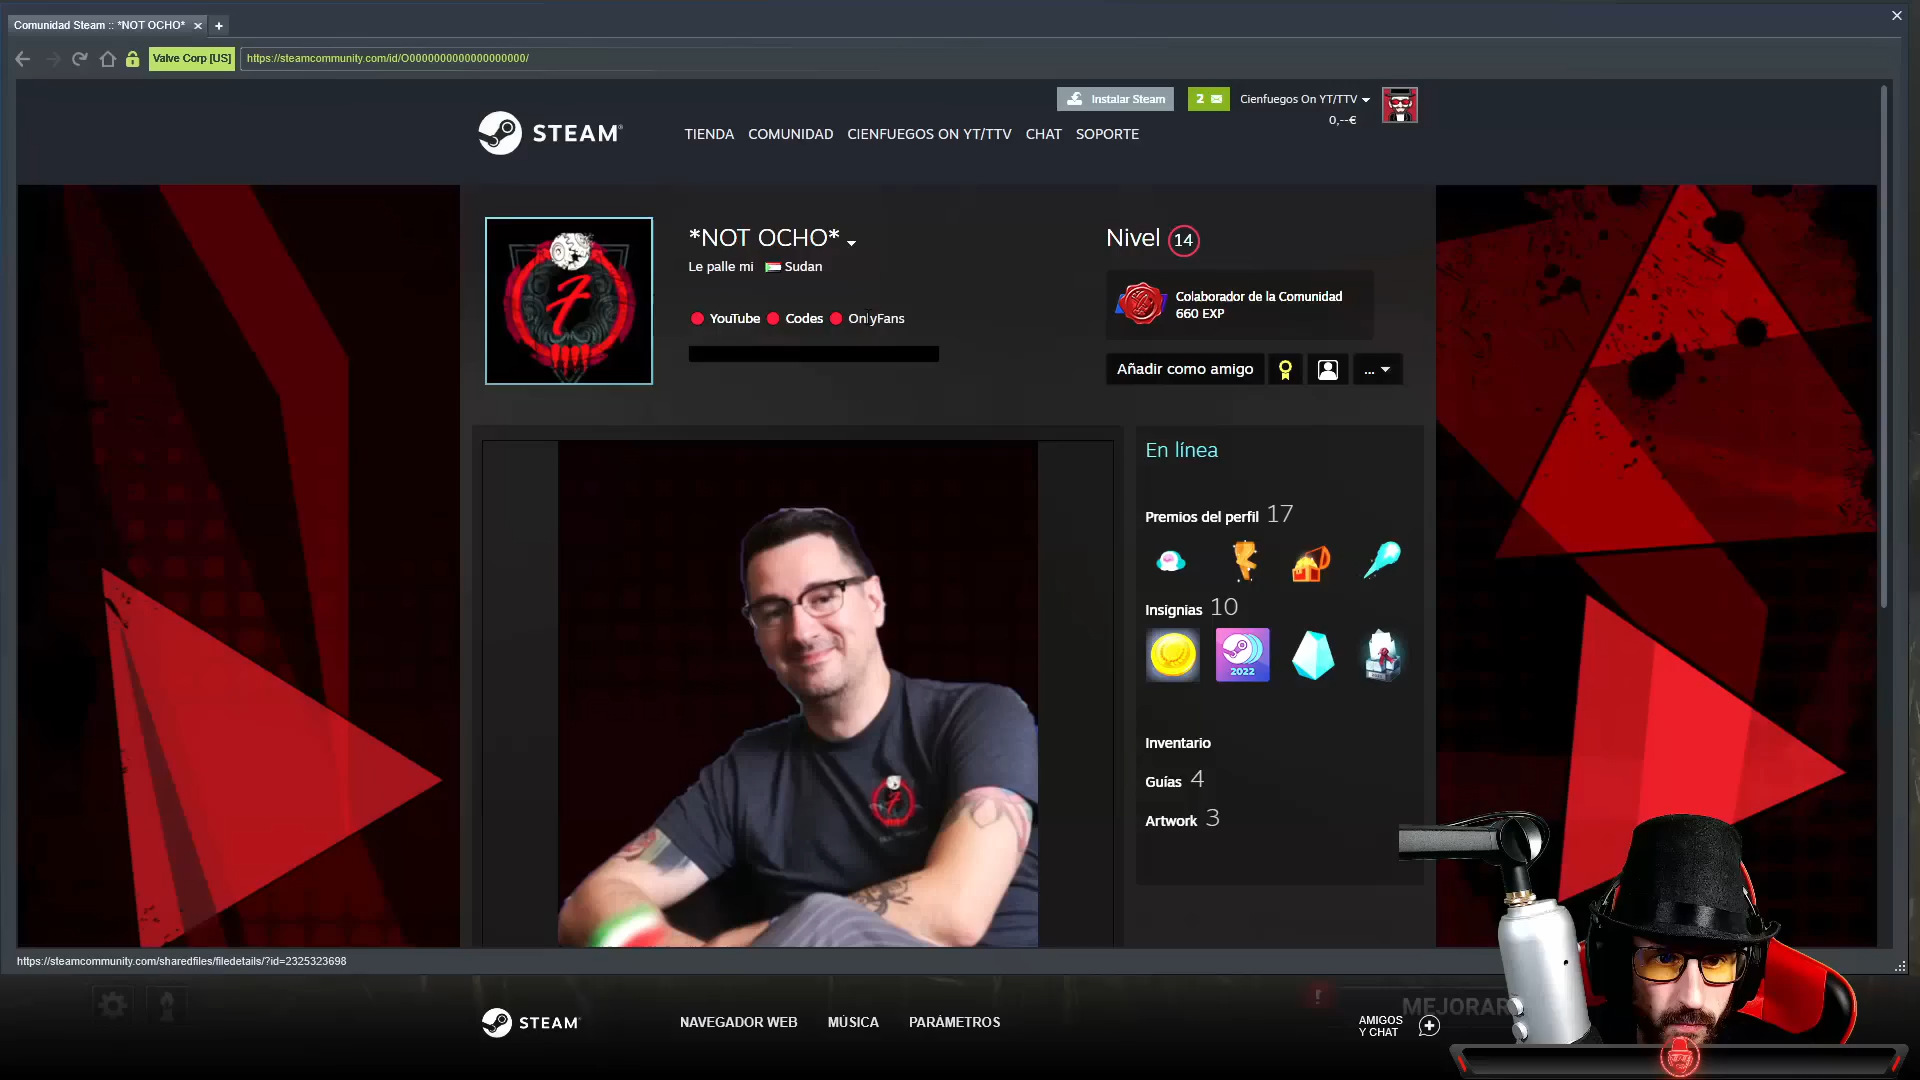 Comunidad Steam :: *NOT OCHO*
Valve Corp [US]
https://steamcommunity.com/id/O0000000000000000000/
Instalar Steam
2
Cienfuegos On YT/TTV
0,--€
STEAM
TIENDA COMUNIDAD CIENFUEGOS ON YT/TTV CHAT SOPORTE
*NOT OCHO*
Le palle mi Sudan
YouTube Codes OnlyFans
Nivel 14
Colaborador de la Comunidad
660 EXP
Añadir como amigo
...
En línea
Premios del perfil 17
Insignias 10
2022
Inventario
Guías 4
Artwork 3
https://steamcommunity.com/sharedfiles/filedetails/?id=2325323698
STEAM
NAVEGADOR WEB MÚSICA PARÁMETROS
AMIGOS
Y CHAT
MEJORAR